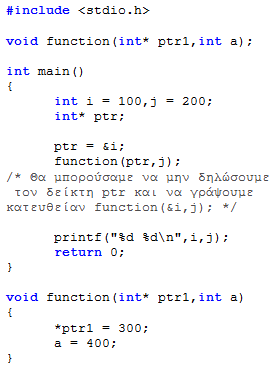 #include <stdio.h>
void function(int* ptr1,int a);
int main()
{
int i = 100,j = 200;
int* ptr;
ptr = &i;
function(ptr,j);
/* Θα μπορούσαμε να μην δηλώσουμε
τον δείκτη ptr και να γράψουμε
κατευθείαν function(&i,j); */
printf("%d %d\n",i,j);
return 0;
}
void function(int* ptr1,int a)
{
*ptr1 = 300;
a = 400;
}